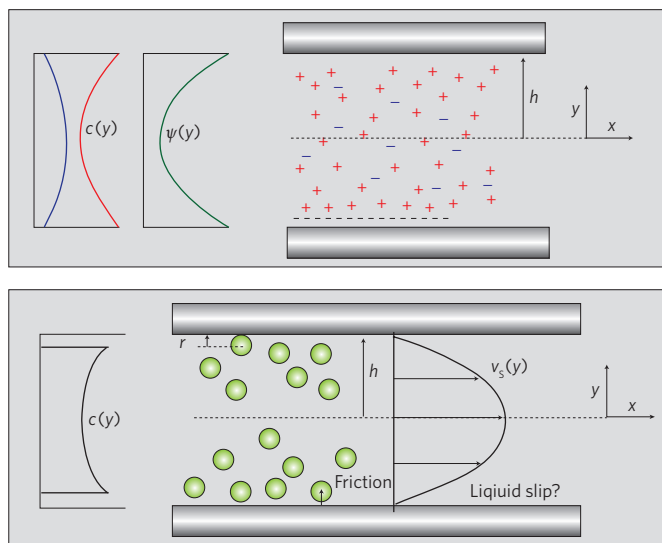 h
c(y)
ψ(y)
y
x
r
h
v_s(y)
y
x
c(y)
Friction
Liqiuid slip?